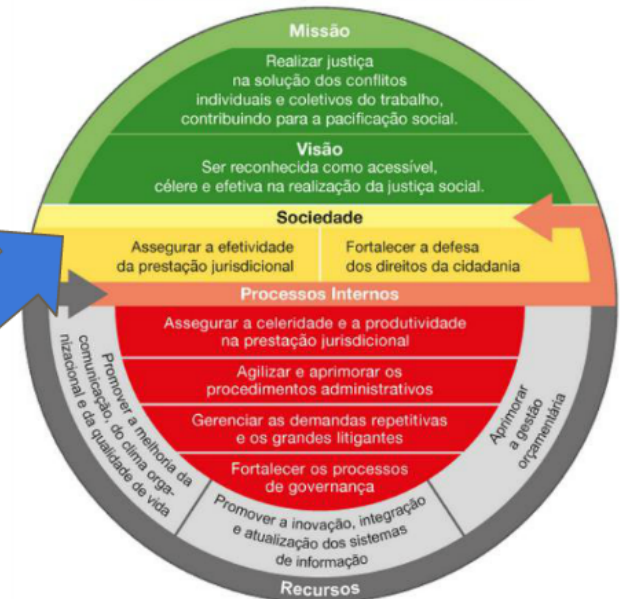 Missão
Realizar justiça
na solução dos conflitos
individuais e coletivos do trabalho,
contribuindo para a pacificação social.
Visão
Ser reconhecida como acessível,
célere e efetiva na realização da justiça social.
Sociedade
Assegurar a efetividade
da prestação jurisdicional
Fortalecer a defesa
dos direitos da cidadania
Processos Internos
Assegurar a celeridade e a produtividade
na prestação jurisdicional
Agilizar e aprimorar os
procedimentos administrativos
Gerenciar as demandas repetitivas
e os grandes litigantes
Fortalecer os processos
de governança
Promover a melhoria da
comunicação, do clima orga-
nizacional e da qualidade de vida
Promover a inovação, integração
e atualização dos sistemas
de informação
Aprimorar
a gestão
orçamentária
Recursos